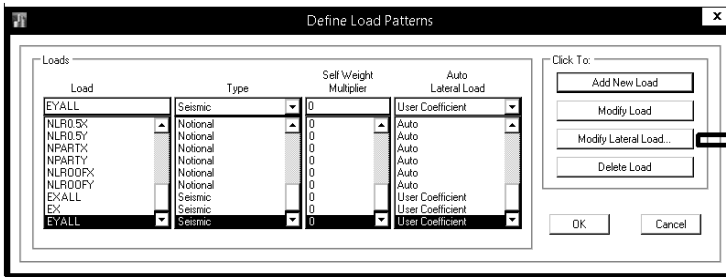 Define Load Patterns
x
Loads
Click To:
Load Type Self Weight Multiplier Auto Lateral Load
EYALL Seismic 0 User Coefficient
NLR0.5X Notional 0 Auto
NLR0.5Y Notional 0 Auto
NPARTX Notional 0 Auto
NPARTY Notional 0 Auto
NLROOFX Notional 0 Auto
NLROOFY Notional 0 Auto
EXALL Seismic 0 User Coefficient
EX Seismic 0 User Coefficient
EYALL Seismic 0 User Coefficient
Add New Load
Modify Load
Modify Lateral Load...
Delete Load
OK Cancel